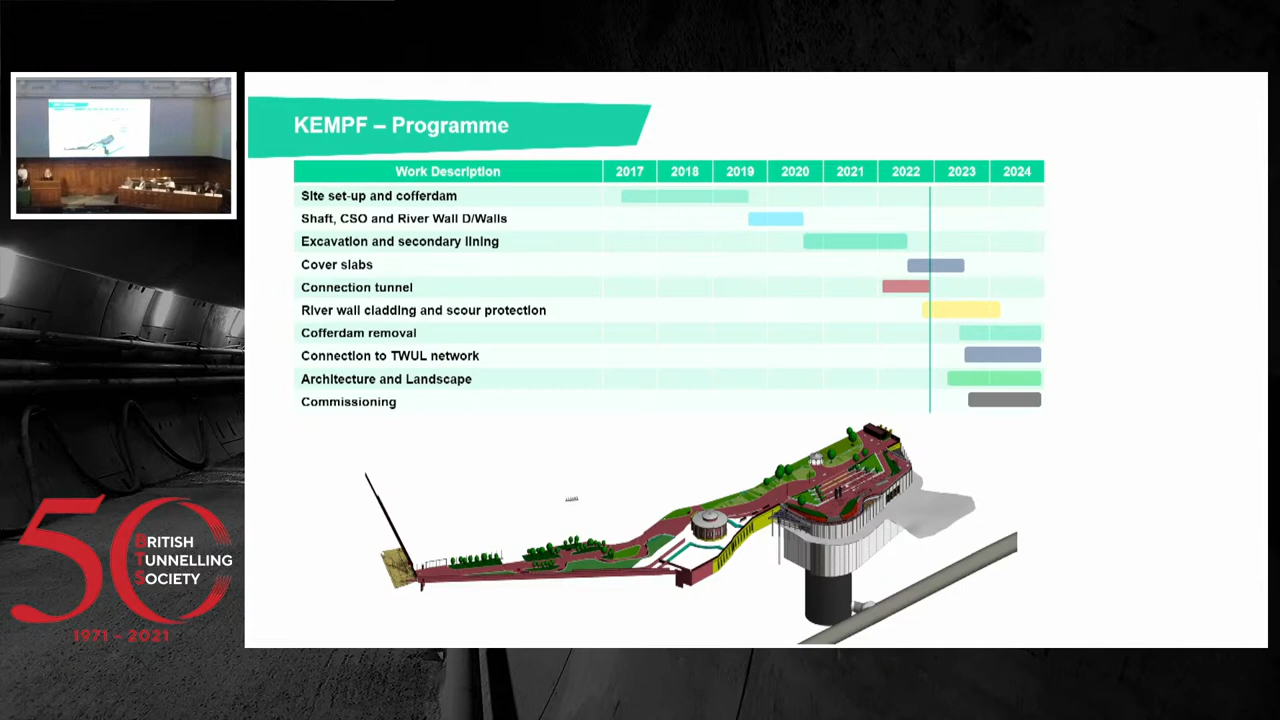 KEMPF – Programme
Work Description 2017 2018 2019 2020 2021 2022 2023 2024
Site set-up and cofferdam
Shaft, CSO and River Wall D/Walls
Excavation and secondary lining
Cover slabs
Connection tunnel
River wall cladding and scour protection
Cofferdam removal
Connection to TWUL network
Architecture and Landscape
Commissioning
50
BRITISH
TUNNELLING
SOCIETY
1971 – 2021